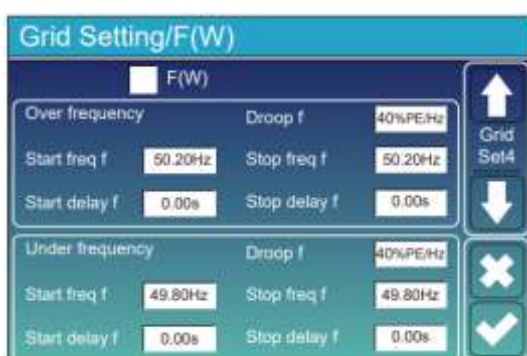 Grid Setting/F(W)
F(W)
Over frequency Droop f 40%PE/Hz
Start freq f 50.20Hz Stop freq f 50.20Hz
Start delay f 0.00s Stop delay f 0.00s
Grid
Set4
Under frequency Droop f 40%PE/Hz
Start freq f 49.80Hz Stop freq f 49.80Hz
Start delay f 0.00s Stop delay f 0.00s